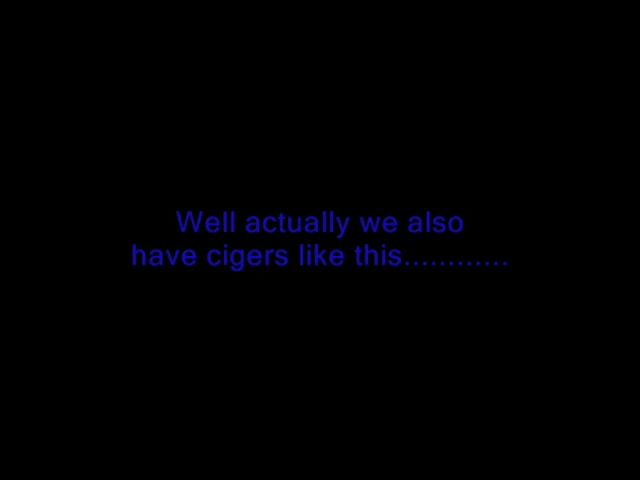 Well actually we also
have cigers like this............